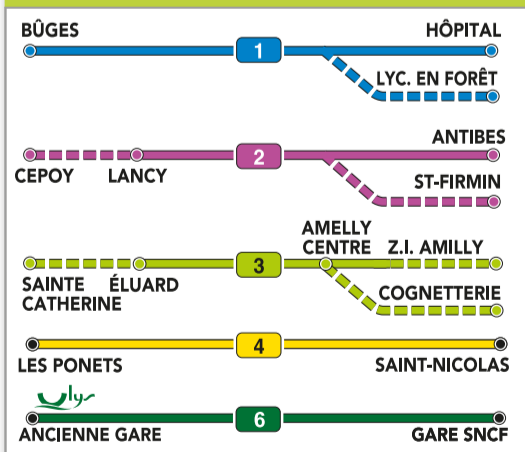 BÛGES HÔPITAL
1
LYC. EN FORÊT
ANTIBES
2
CEPOY LANCY
ST-FIRMIN
AMELLY
CENTRE Z.I. AMILLY
3
SAINTE ÉLUARD
CATHERINE
COGNETTERIE
4
LES PONETS SAINT-NICOLAS
Ulys
6
ANCIENNE GARE GARE SNCF